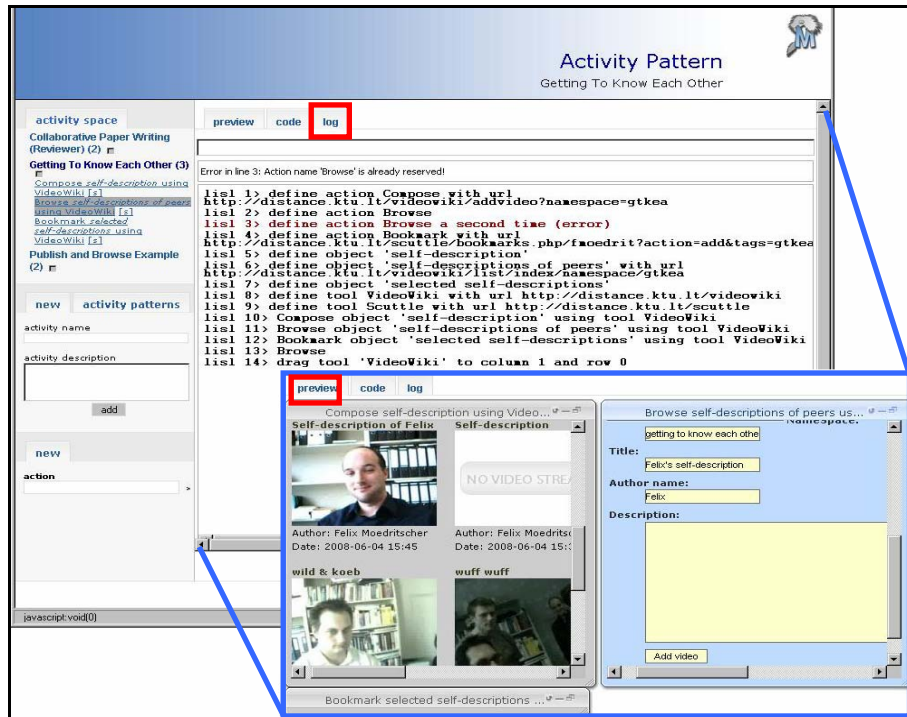 M
Activity Pattern
Getting To Know Each Other
activity space
Collaborative Paper Writing
(Reviewer) (2)
Getting To Know Each Other (3)
Compose self-description using
VideoWiki [s]
Browse self-descriptions of peers
using VideoWiki [s]
Bookmark selected
self-descriptions using
VideoWiki [s]
Publish and Browse Example
(2)
new activity patterns
activity name
activity description
add
new
action
>
preview code log
Error in line 3: Action name 'Browse' is already reserved!
lisl 1> define action Compose with url
http://distance.ktu.lt/videowiki/addvideo?namespace=gtkea
lisl 2> define action Browse
lisl 3> define action Browse a second time (error)
lisl 4> define action Bookmark with url
http://distance.ktu.lt/scuttle/bookmarks.php/fmoedrit?action=add&tags=gtkea
lisl 5> define object 'self-description'
lisl 6> define object 'self-descriptions of peers' with url
http://distance.ktu.lt/videowiki/list/index/namespace/gtkea
lisl 7> define object 'selected self-descriptions'
lisl 8> define tool VideoWiki with url http://distance.ktu.lt/videowiki
lisl 9> define tool Scuttle with url http://distance.ktu.lt/scuttle
lisl 10> Compose object 'self-description' using tool VideoWiki
lisl 11> Browse object 'self-descriptions of peers' using tool VideoWiki
lisl 12> Bookmark object 'selected self-descriptions' using tool VideoWiki
lisl 13> Browse
lisl 14> drag tool 'VideoWiki' to column 1 and row 0
javascript:void(0)
preview code log
Compose self-description using Video...
Self-description of Felix Self-description
NO VIDEO STREA
Author: Felix Moedritscher Author: Felix Moedritsc
Date: 2008-06-04 15:45 Date: 2008-06-04 15:
wild & koeb wuff wuff
Bookmark selected self-descriptions ...
Browse self-descriptions of peers us...
Namespace:
getting to know each othe
Title:
Felix's self-description
Author name:
Felix
Description:
Add video